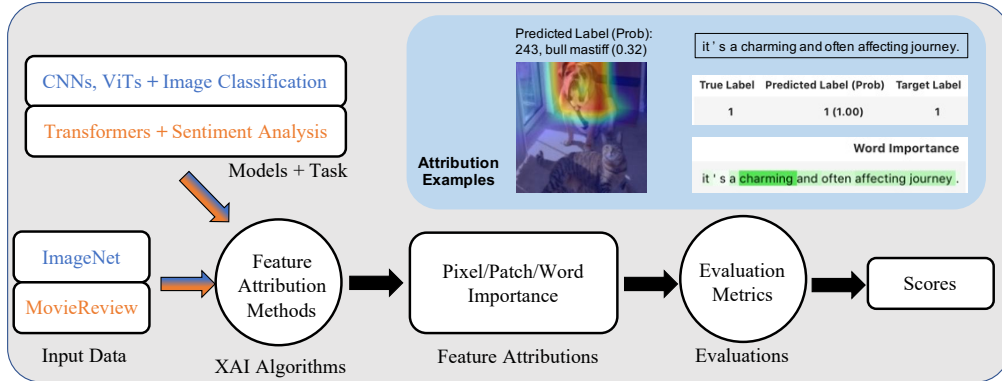 CNNs, ViTs + Image Classification
Transformers + Sentiment Analysis
Models + Task
Predicted Label (Prob):
243, bull mastiff (0.32)
Attribution
Examples
it ' s a charming and often affecting journey.
True Label Predicted Label (Prob) Target Label
1 1 (1.00) 1
Word Importance
it ' s a charming and often affecting journey .
ImageNet
MovieReview
Input Data
Feature
Attribution
Methods
XAI Algorithms
Pixel/Patch/Word
Importance
Feature Attributions
Evaluation
Metrics
Evaluations
Scores